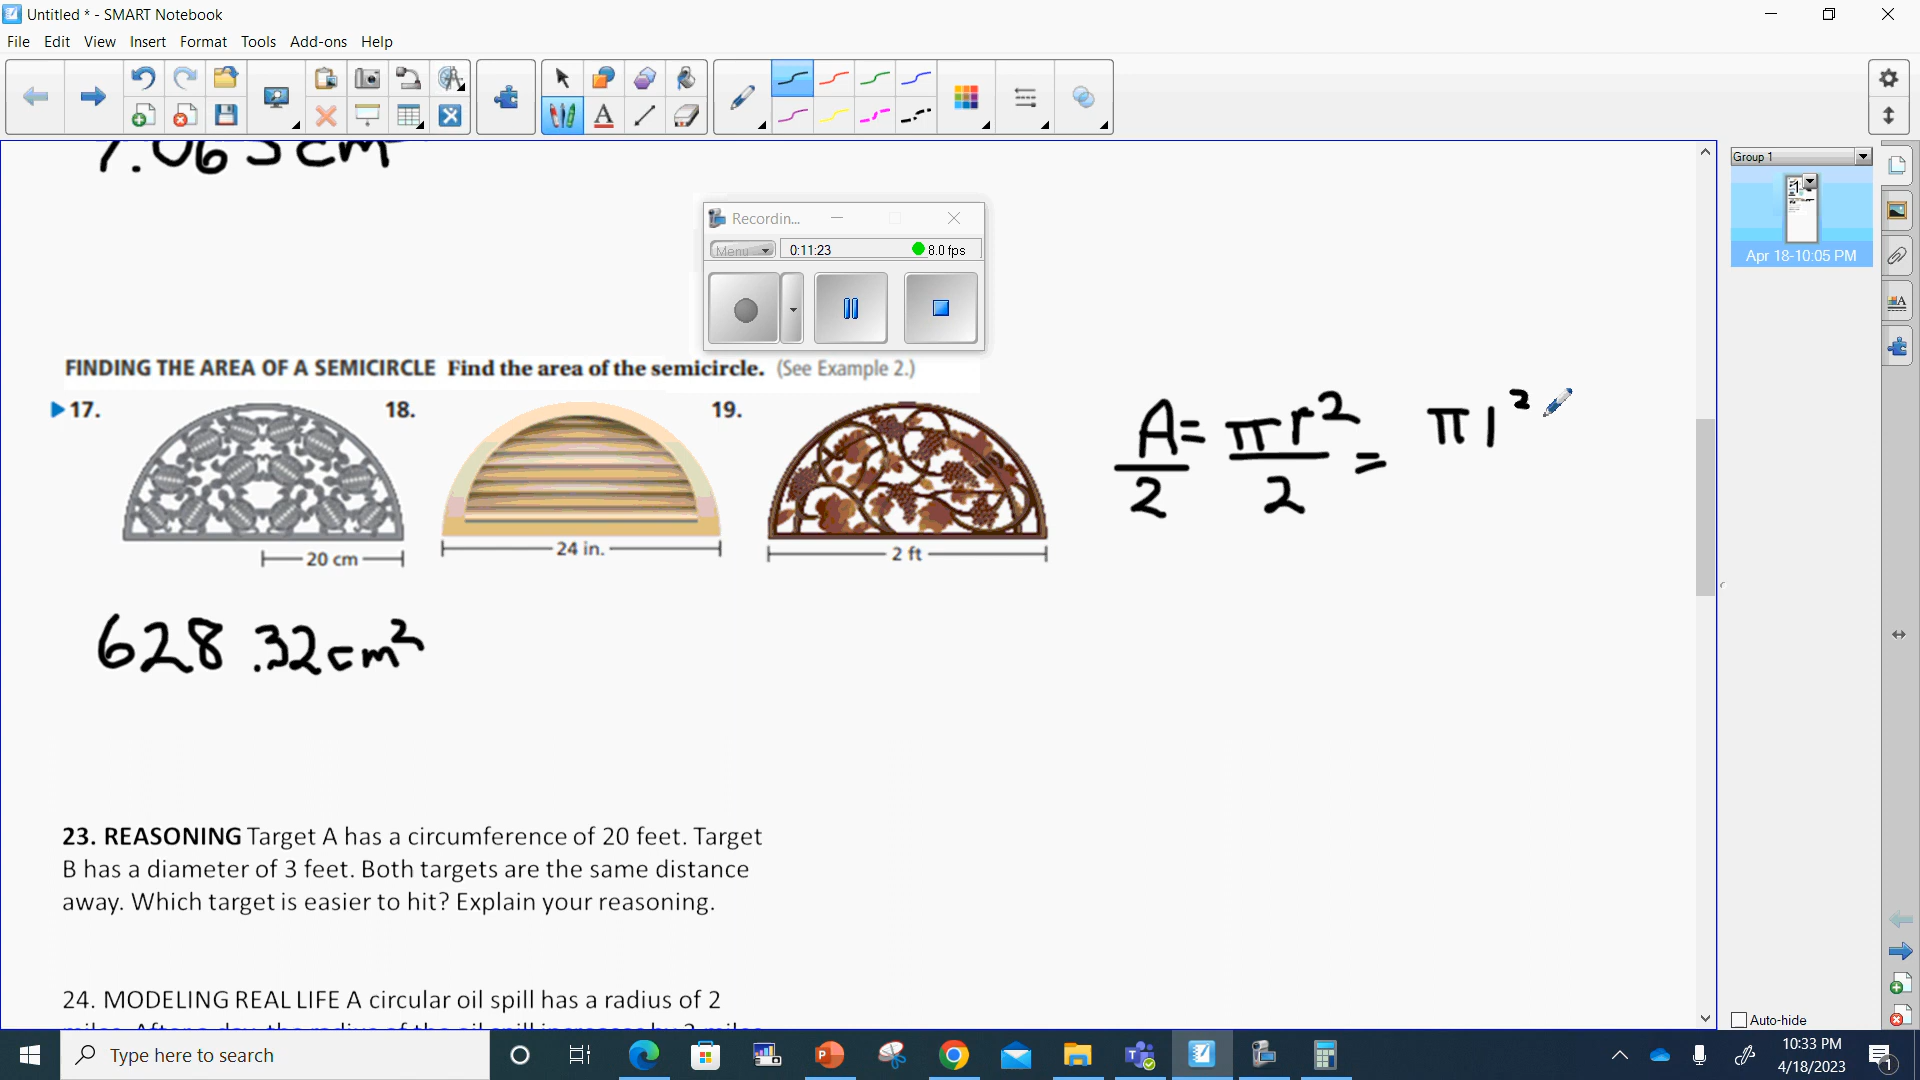 Untitled * - SMART Notebook
File Edit View Insert Format Tools Add-ons Help
Group 1
Apr 18-10:05 PM
Recordin...
Menu 0:11:23 8.0 fps
FINDING THE AREA OF A SEMICIRCLE Find the area of the semicircle. (See Example 2.)
17. 18. 19.
20 cm 24 in. 2 ft
A/2 = πr²/2 = π1²
628.32cm²
23. REASONING Target A has a circumference of 20 feet. Target
B has a diameter of 3 feet. Both targets are the same distance
away. Which target is easier to hit? Explain your reasoning.
24. MODELING REAL LIFE A circular oil spill has a radius of 2
Auto-hide
Type here to search
10:33 PM
4/18/2023
1